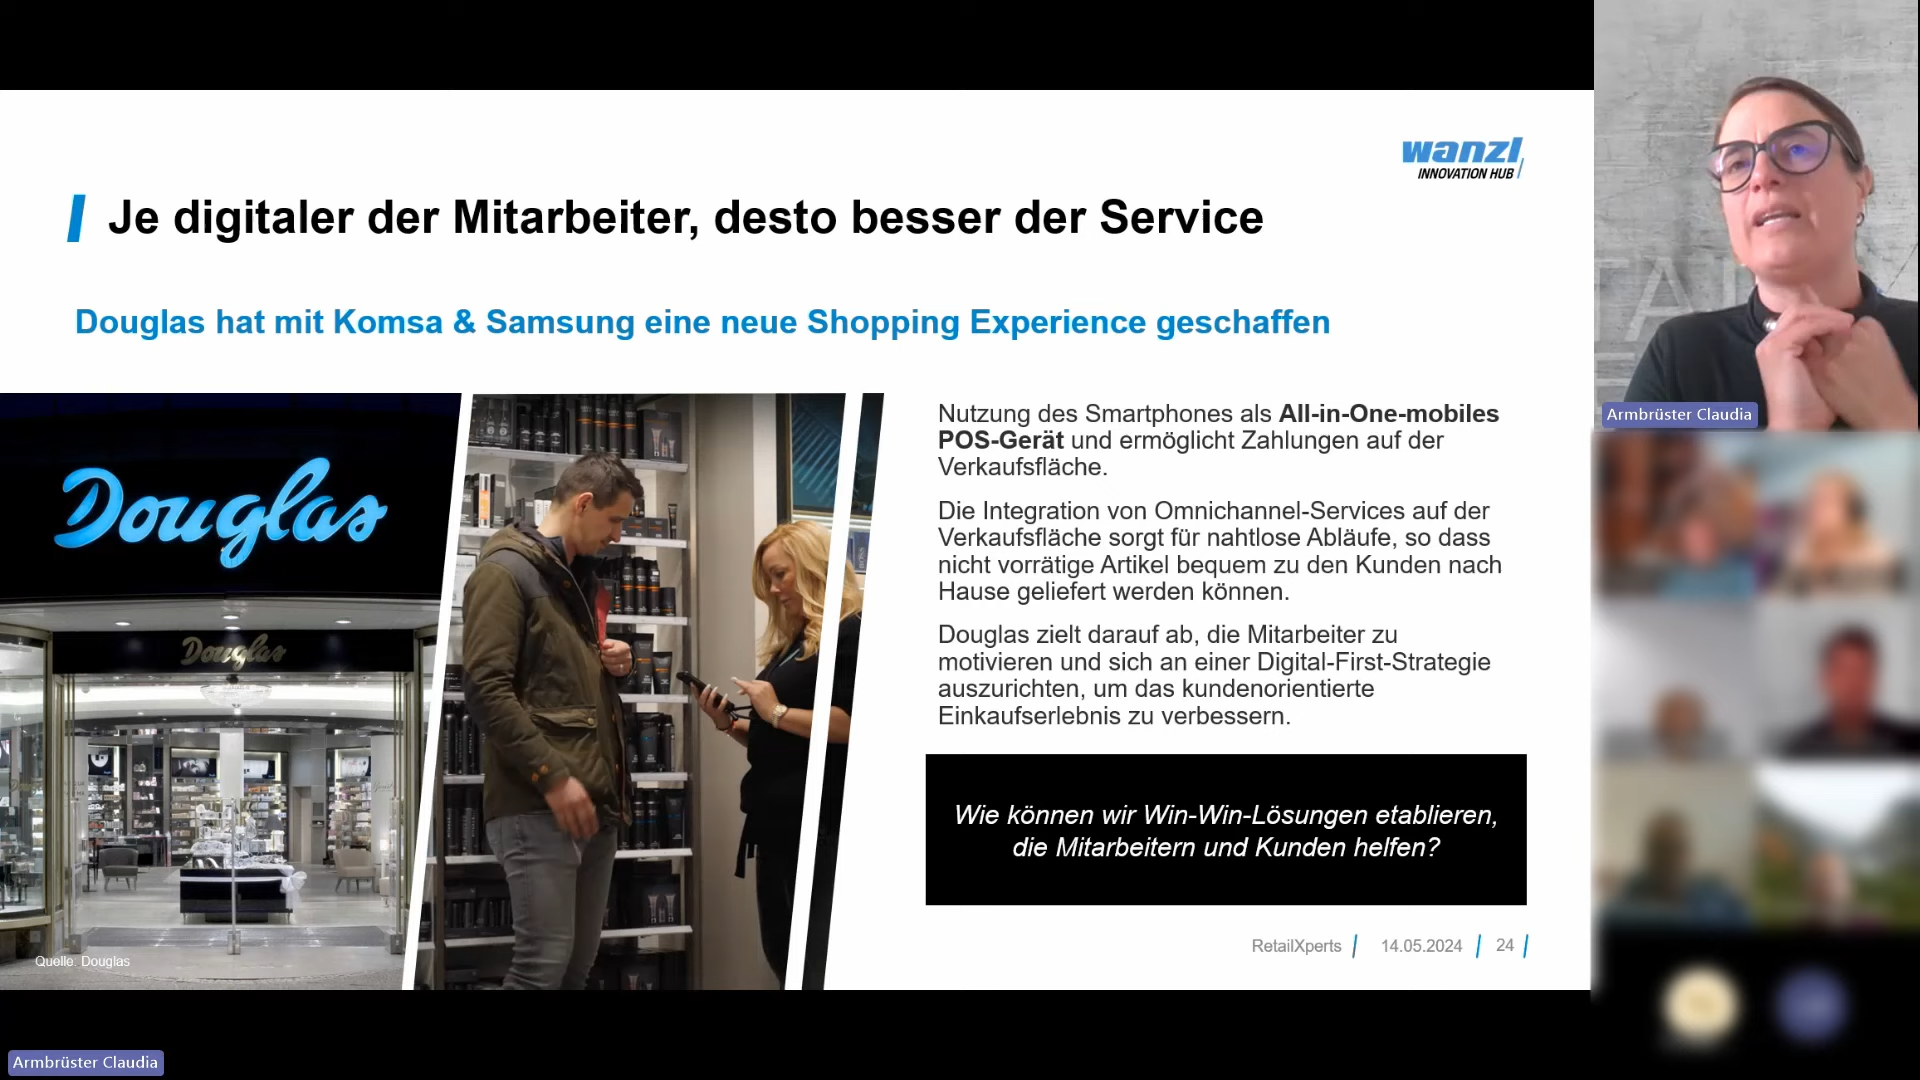 wanzl
INNOVATION HUB
Je digitaler der Mitarbeiter, desto besser der Service
Douglas hat mit Komsa & Samsung eine neue Shopping Experience geschaffen
Douglas
Douglas
Quelle: Douglas
Nutzung des Smartphones als All-in-One-mobiles
POS-Gerät und ermöglicht Zahlungen auf der
Verkaufsfläche.
Die Integration von Omnichannel-Services auf der
Verkaufsfläche sorgt für nahtlose Abläufe, so dass
nicht vorrätige Artikel bequem zu den Kunden nach
Hause geliefert werden können.
Douglas zielt darauf ab, die Mitarbeiter zu
motivieren und sich an einer Digital-First-Strategie
auszurichten, um das kundenorientierte
Einkaufserlebnis zu verbessern.
Wie können wir Win-Win-Lösungen etablieren,
die Mitarbeitern und Kunden helfen?
RetailXperts
14.05.2024
24
Armbrüster Claudia
Armbrüster Claudia